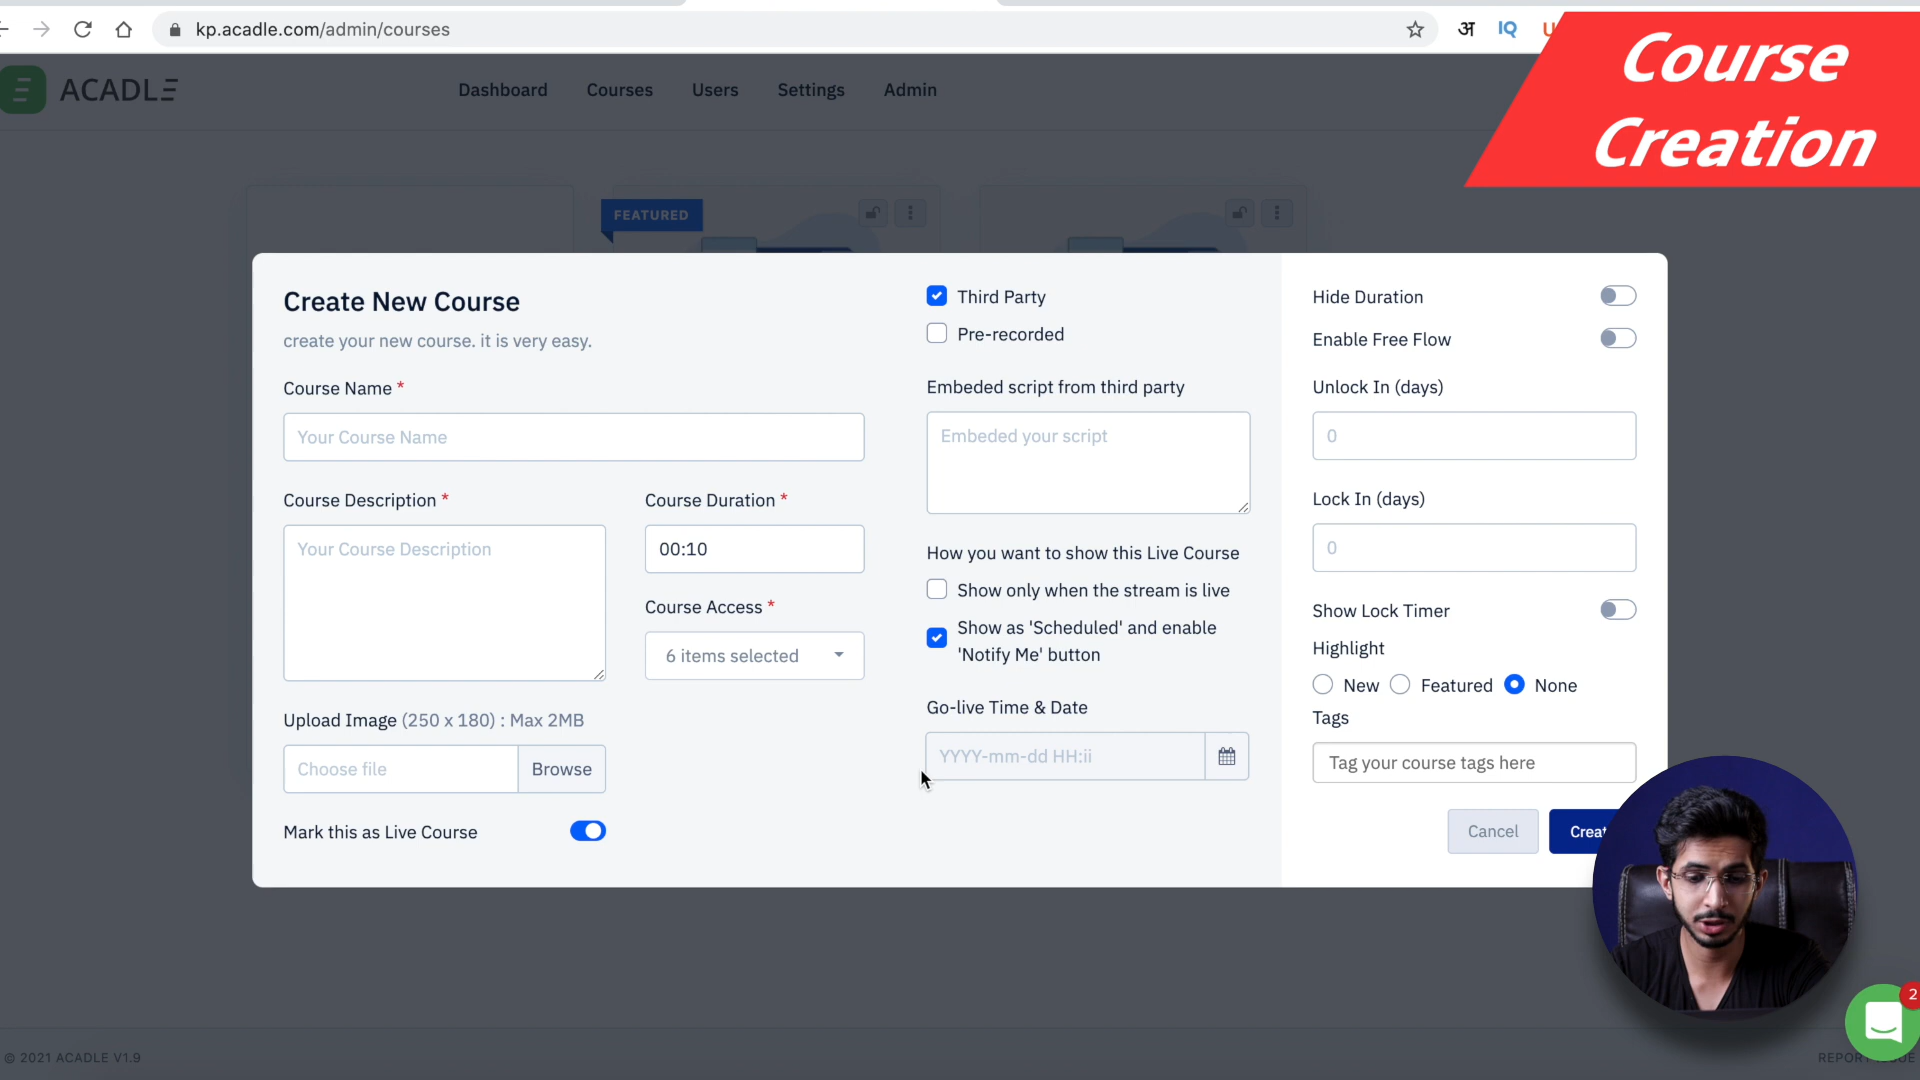 kp.acadle.com/admin/courses
अ
IQ
Course
Creation
ACADLE
Dashboard
Courses
Users
Settings
Admin
FEATURED
Create New Course
create your new course. it is very easy.
Course Name *
Your Course Name
Course Description *
Your Course Description
Course Duration *
00:10
Course Access *
6 items selected
Upload Image (250 x 180) : Max 2MB
Choose file
Browse
Mark this as Live Course
Third Party
Pre-recorded
Embeded script from third party
Embeded your script
How you want to show this Live Course
Show only when the stream is live
Show as 'Scheduled' and enable
'Notify Me' button
Go-live Time & Date
YYYY-mm-dd HH:ii
Hide Duration
Enable Free Flow
Unlock In (days)
0
Lock In (days)
0
Show Lock Timer
Highlight
New
Featured
None
Tags
Tag your course tags here
Cancel
2
© 2021 ACADLE V1.9